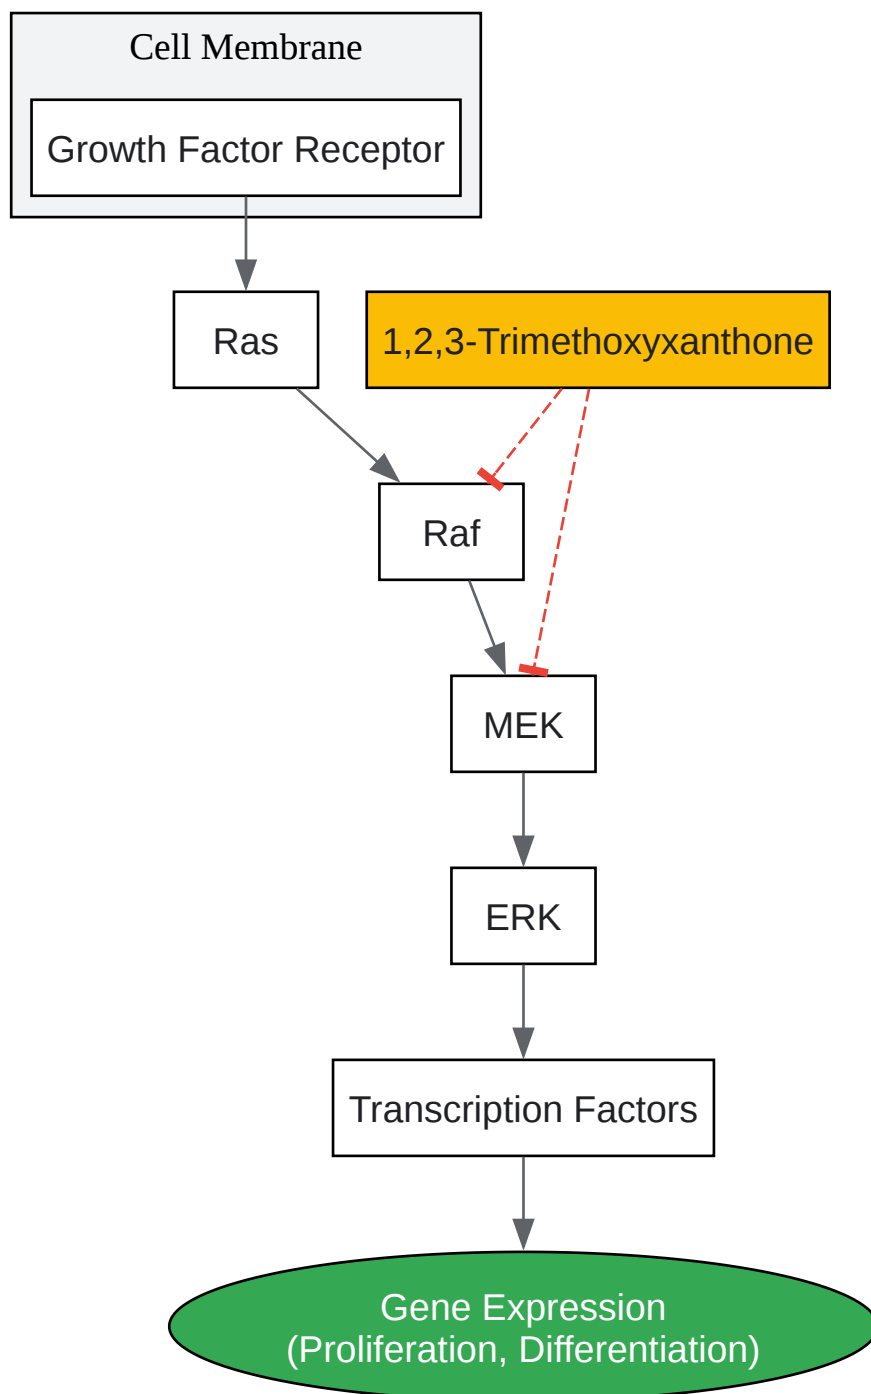 Cell Membrane
Growth Factor Receptor
Ras
1,2,3-Trimethoxyxanthone
Raf
MEK
ERK
Transcription Factors
Gene Expression
(Proliferation, Differentiation)